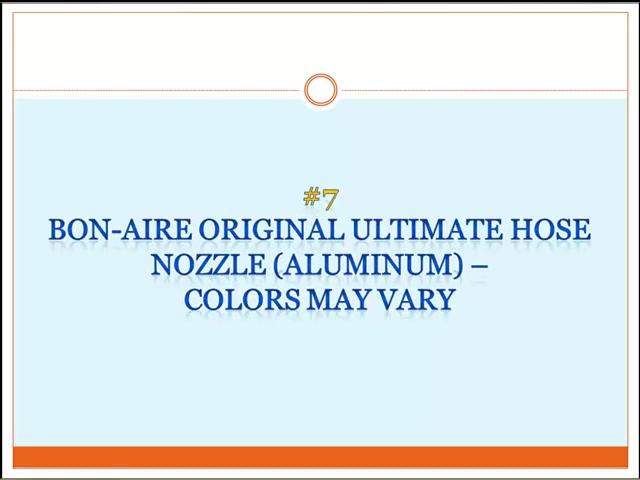 #7
BON-AIRE ORIGINAL ULTIMATE HOSE
NOZZLE (ALUMINUM) –
COLORS MAY VARY